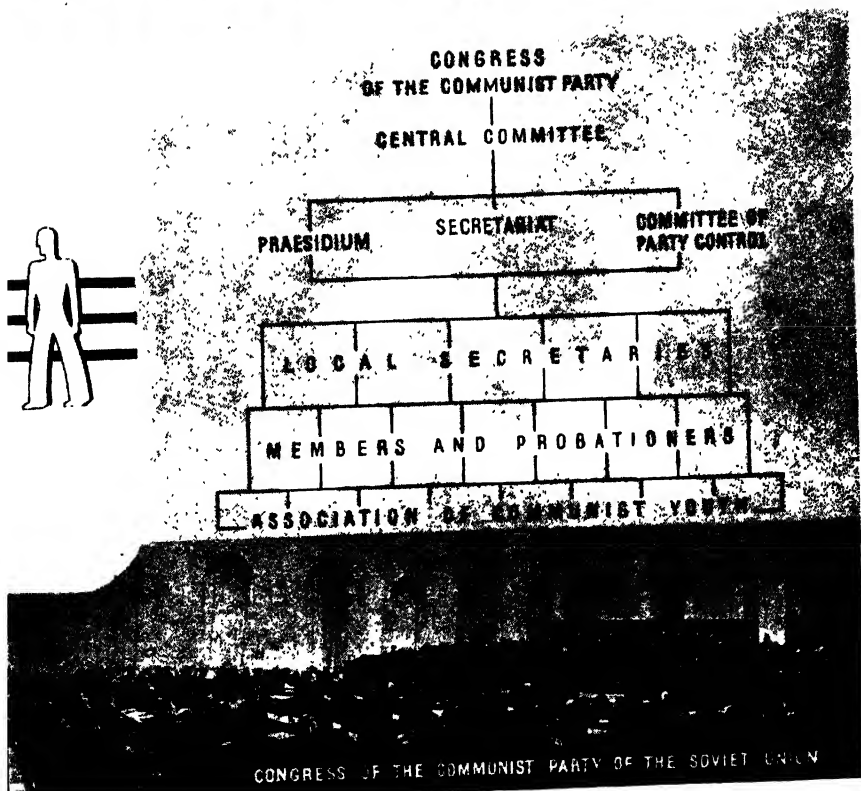 CONGRESS
OF THE COMMUNIST PARTY
CENTRAL COMMITTEE
PRAESIDIUM
SECRETARIAT
COMMITTEE OF
PARTY CONTROL
LOCAL SECRETARIES
MEMBERS AND PROBATIONERS
ASSOCIATION OF COMMUNIST YOUTH
CONGRESS OF THE COMMUNIST PARTY OF THE SOVIET UNION